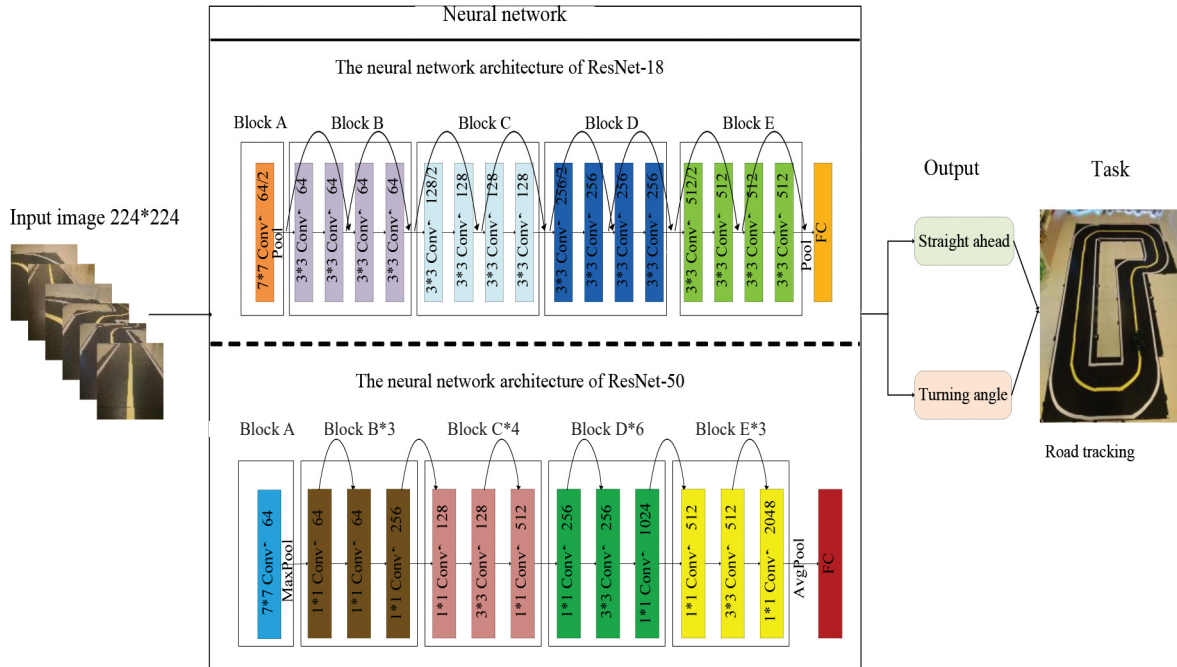 Neural network
The neural network architecture of ResNet-18
Block A
Block B
Block C
Block D
Block E
7*7 Conv 64/2
Pool
3*3 Conv 64
3*3 Conv 64
3*3 Conv 64
3*3 Conv 64
3*3 Conv 128/2
3*3 Conv 128
3*3 Conv 128
3*3 Conv 128
3*3 Conv 256/2
3*3 Conv 256
3*3 Conv 256
3*3 Conv 256
3*3 Conv 512/2
3*3 Conv 512
3*3 Conv 512
3*3 Conv 512
Pool
FC
Input image 224*224
The neural network architecture of ResNet-50
Block A
Block B*3
Block C*4
Block D*6
Block E*3
7*7 Conv 64
MaxPool
1*1 Conv 64
1*1 Conv 64
1*1 Conv 256
1*1 Conv 128
3*3 Conv 128
1*1 Conv 512
1*1 Conv 256
3*3 Conv 256
1*1 Conv 1024
1*1 Conv 512
3*3 Conv 512
1*1 Conv 2048
AvgPool
FC
Output
Straight ahead
Turning angle
Task
Road tracking